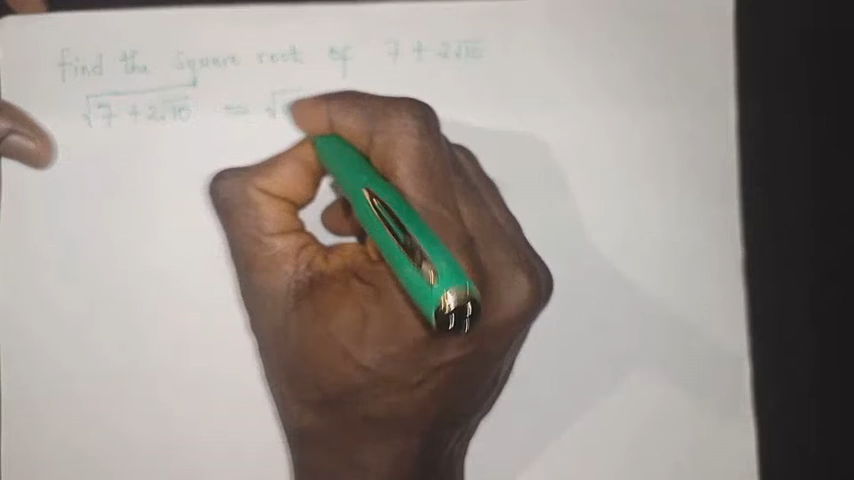 find the square root of 7 + 2√10
√7 + 2√10 = √